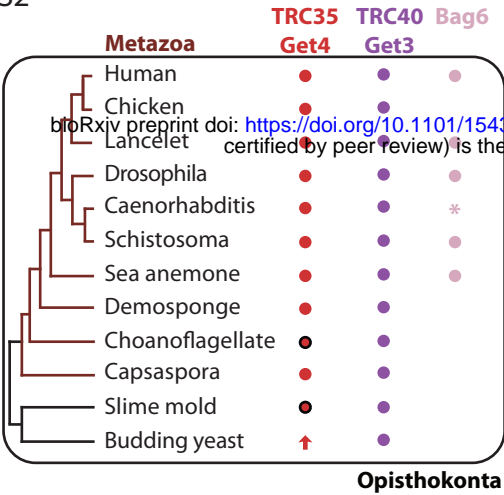 S2
TRC35 TRC40 Bag6
Metazoa Get4 Get3
Human
Chicken
bioRxiv preprint doi: https://doi.org/10.1101/1543
Lancelet certified by peer review) is the
Drosophila
Caenorhabditis *
Schistosoma
Sea anemone
Demosponge
Choanoflagellate
Capsaspora
Slime mold
Budding yeast
Opisthokonta